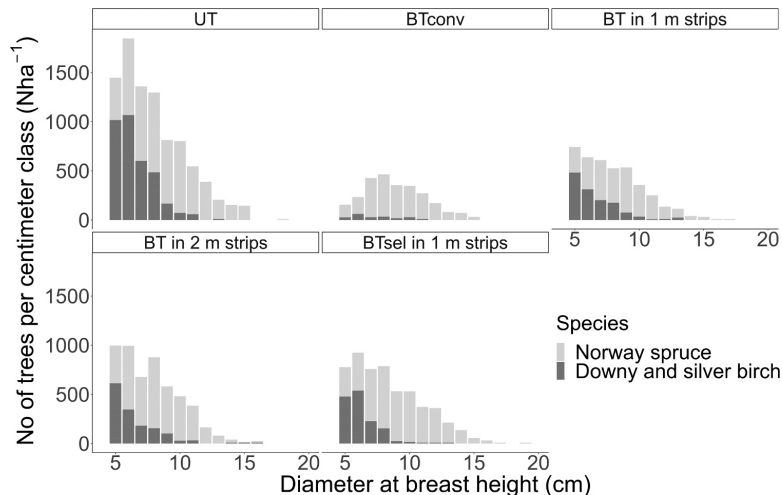 No of trees per centimeter class (Nha−1)
UT
BTconv
BT in 1 m strips
1500
1000
500
0
5 10 15 20
BT in 2 m strips
BTsel in 1 m strips
1500
1000
500
0
Species
Norway spruce
Downy and silver birch
5 10 15 20
5 10 15 20
Diameter at breast height (cm)